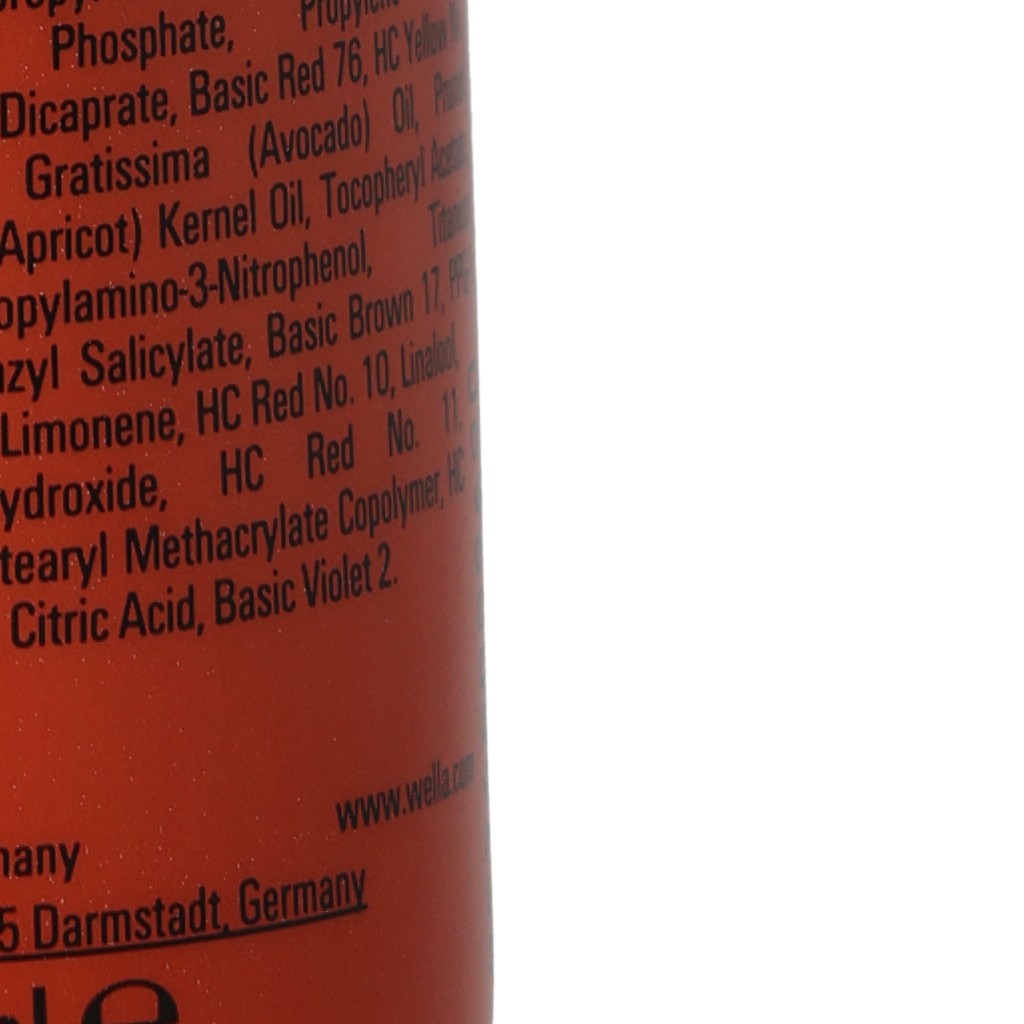 Phosphate, Propylene
Dicaprate, Basic Red 76, HC Yellow
Gratissima (Avocado) Oil,
Apricot) Kernel Oil, Tocopheryl
opylamino-3-Nitrophenol,
nzyl Salicylate, Basic Brown 17,
Limonene, HC Red No. 10, Linalool,
ydroxide, HC Red No. 11,
tearyl Methacrylate Copolymer, HC
Citric Acid, Basic Violet 2.
www.wella.com
many
5 Darmstadt, Germany
℮